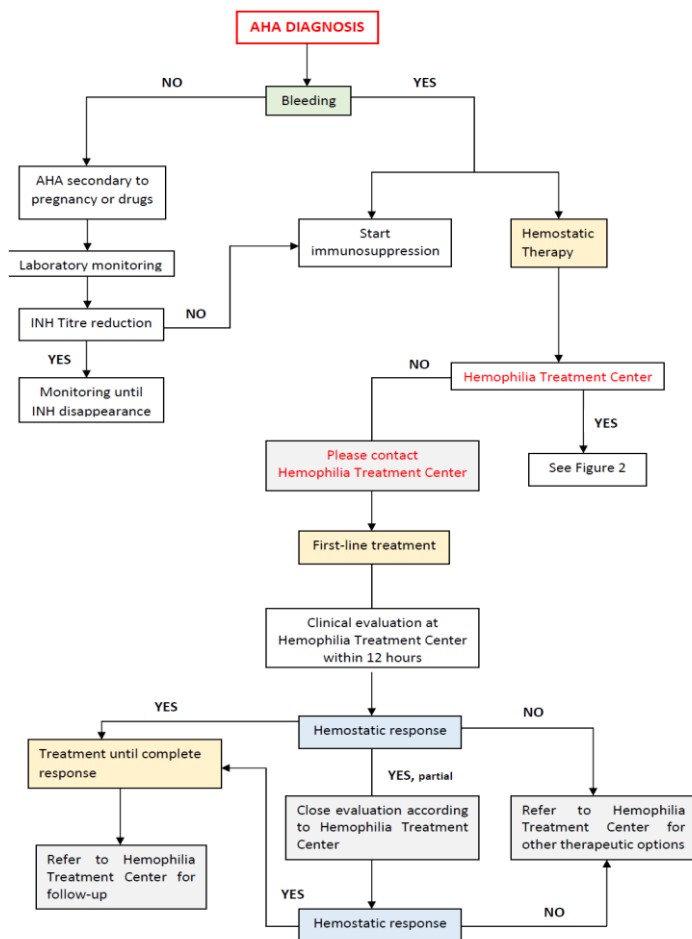 AHA DIAGNOSIS
NO
YES
Bleeding
AHA secondary to
pregnancy or drugs
Start
immunosuppression
Hemostatic
Therapy
Laboratory monitoring
INH Titre reduction
NO
YES
Monitoring until
INH disappearance
NO
Hemophilia Treatment Center
YES
Please contact
Hemophilia Treatment Center
See Figure 2
First-line treatment
Clinical evaluation at
Hemophilia Treatment Center
within 12 hours
YES
NO
Hemostatic response
Treatment until complete
response
YES, partial
Close evaluation according
to Hemophilia Treatment
Center
Refer to Hemophilia
Treatment Center for
other therapeutic options
Refer to Hemophilia
Treatment Center for
follow-up
YES
Hemostatic response
NO